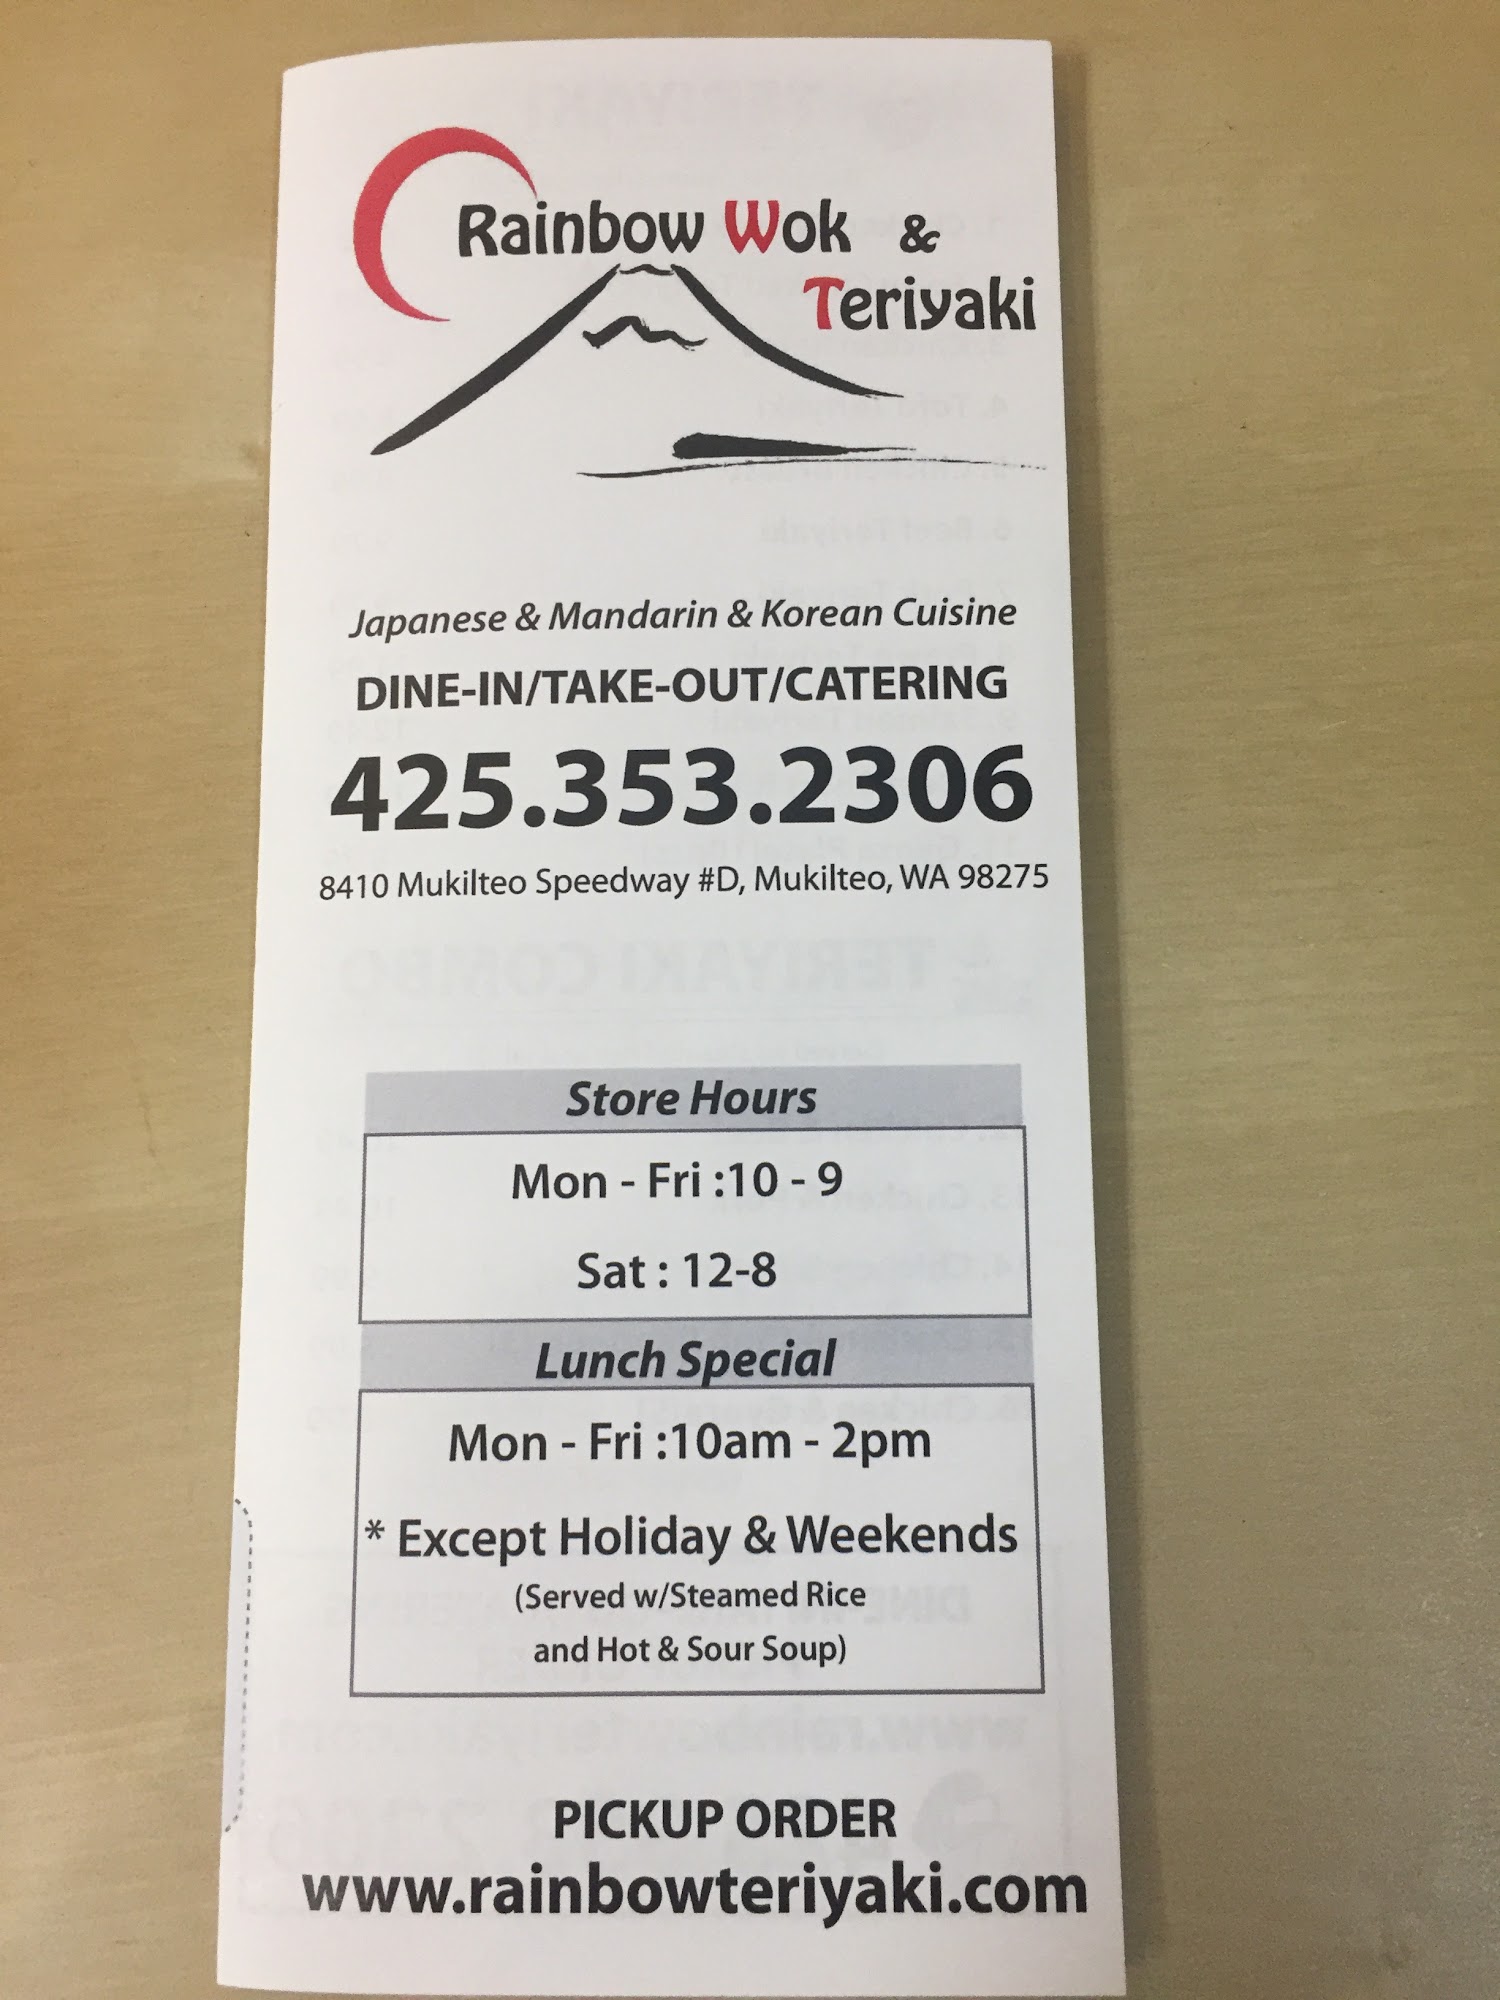 Rainbow Wok &
Teriyaki
Japanese & Mandarin & Korean Cuisine
DINE-IN/TAKE-OUT/CATERING
425.353.2306
8410 Mukilteo Speedway #D, Mukilteo, WA 98275
Store Hours
Mon - Fri :10 - 9
Sat : 12-8
Lunch Special
Mon - Fri :10am - 2pm
* Except Holiday & Weekends
(Served w/Steamed Rice
and Hot & Sour Soup)
PICKUP ORDER
www.rainbowteriyaki.com